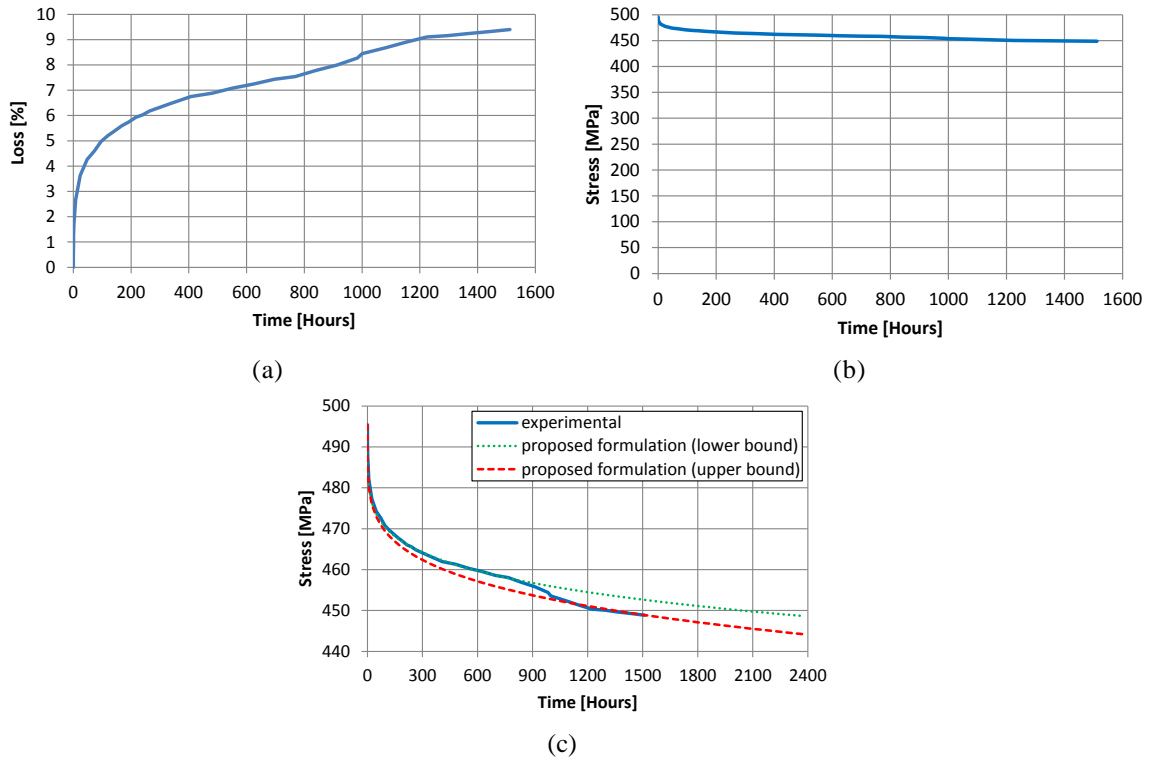 10
9
8
7
6
5
4
3
2
1
0
Loss [%]
0 200 400 600 800 1000 1200 1400 1600
Time [Hours]
(a)
500
450
400
350
300
250
200
150
100
50
0
Stress [MPa]
0 200 400 600 800 1000 1200 1400 1600
Time [Hours]
(b)
500
490
480
470
460
450
440
Stress [MPa]
experimental
proposed formulation (lower bound)
proposed formulation (upper bound)
0 300 600 900 1200 1500 1800 2100 2400
Time [Hours]
(c)